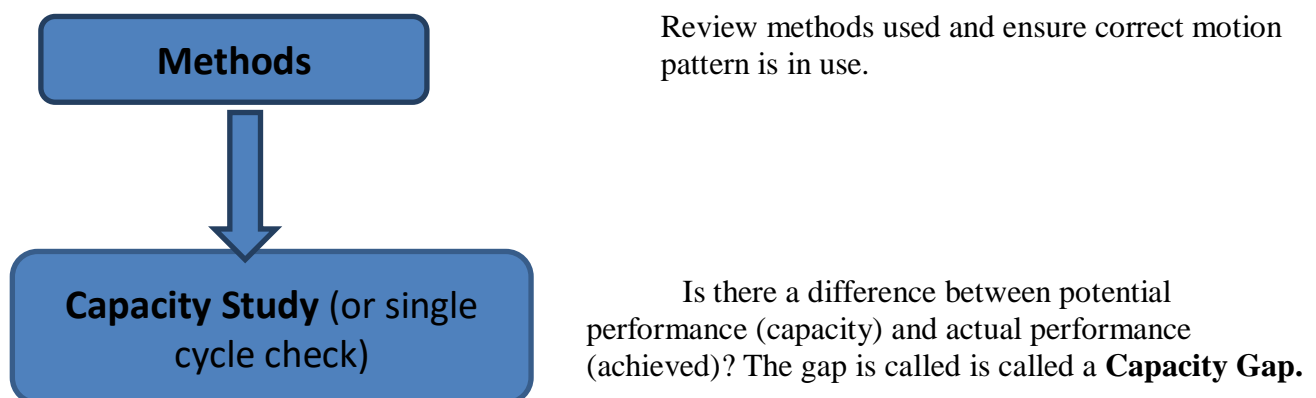 Methods
Review methods used and ensure correct motion
pattern is in use.
Capacity Study (or single
cycle check)
Is there a difference between potential
performance (capacity) and actual performance
(achieved)? The gap is called is called a Capacity Gap.